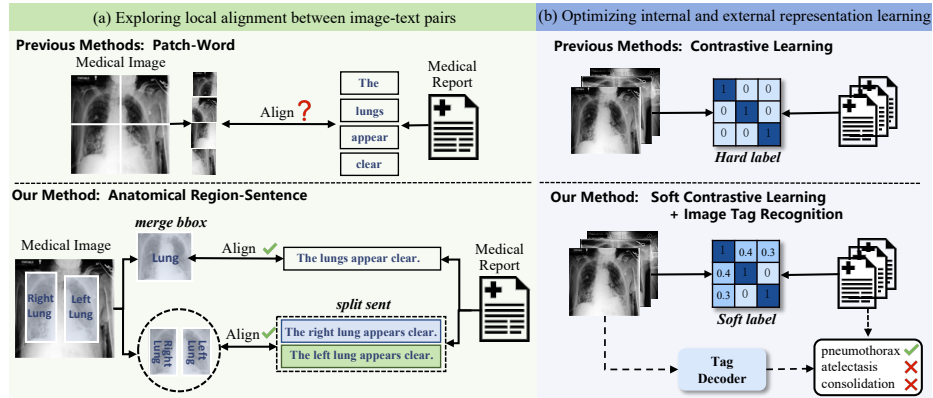 (a) Exploring local alignment between image-text pairs
Previous Methods: Patch-Word
Medical Image
Align ?
The
lungs
appear
clear
Medical
Report
Our Method: Anatomical Region-Sentence
Medical Image
Right
Lung
Left
Lung
merge bbox
Lung
Align
The lungs appear clear.
Medical
Report
split sent
Right
Lung
Left
Lung
Align
The right lung appears clear.
The left lung appears clear.
(b) Optimizing internal and external representation learning
Previous Methods: Contrastive Learning
1 0 0
0 1 0
0 0 1
Hard label
Our Method: Soft Contrastive Learning
+ Image Tag Recognition
1 0.4 0.3
0.4 1 0
0.3 0 1
Soft label
Tag
Decoder
pneumothorax
atelectasis
consolidation